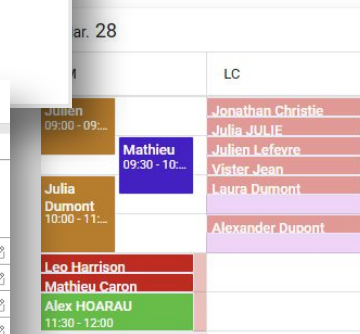 ar. 28
LC
Julien
09:00 - 09:...
Mathieu
09:30 - 10:...
Julia
Dumont
10:00 - 11:...
Leo Harrison
Mathieu Caron
Alex HOARAU
11:30 - 12:00
Jonathan Christie
Julia JULIE
Julien Lefevre
Vister Jean
Laura Dumont
Alexander Dupont